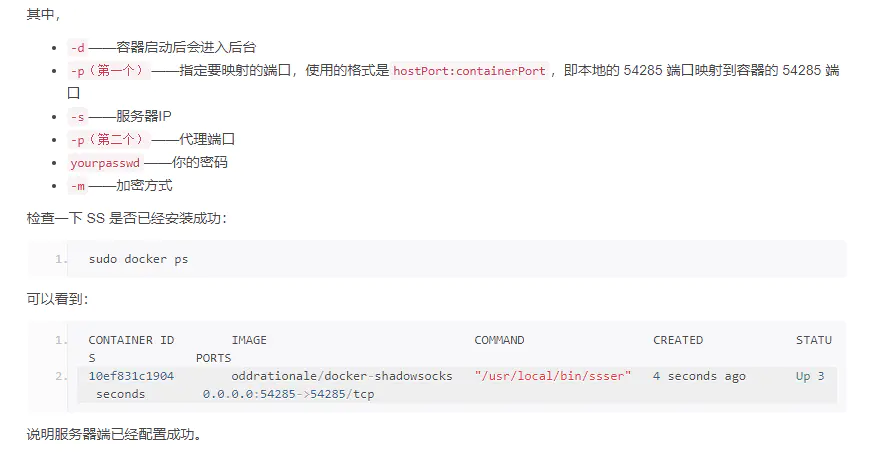 其中，
-d ——容器启动后会进入后台
-p（第一个）——指定要映射的端口，使用的格式是 hostPort:containerPort ，即本地的 54285 端口映射到容器的 54285 端
口
-s ——服务器IP
-p（第二个）——代理端口
yourpasswd ——你的密码
-m ——加密方式
检查一下 SS 是否已经安装成功：
1. sudo docker ps
可以看到：
1. CONTAINER ID IMAGE COMMAND CREATED STATU
S PORTS
2. 10ef831c1904 oddrationale/docker-shadowsocks "/usr/local/bin/ssser" 4 seconds ago Up 3
seconds 0.0.0.0:54285->54285/tcp
说明服务器端已经配置成功。